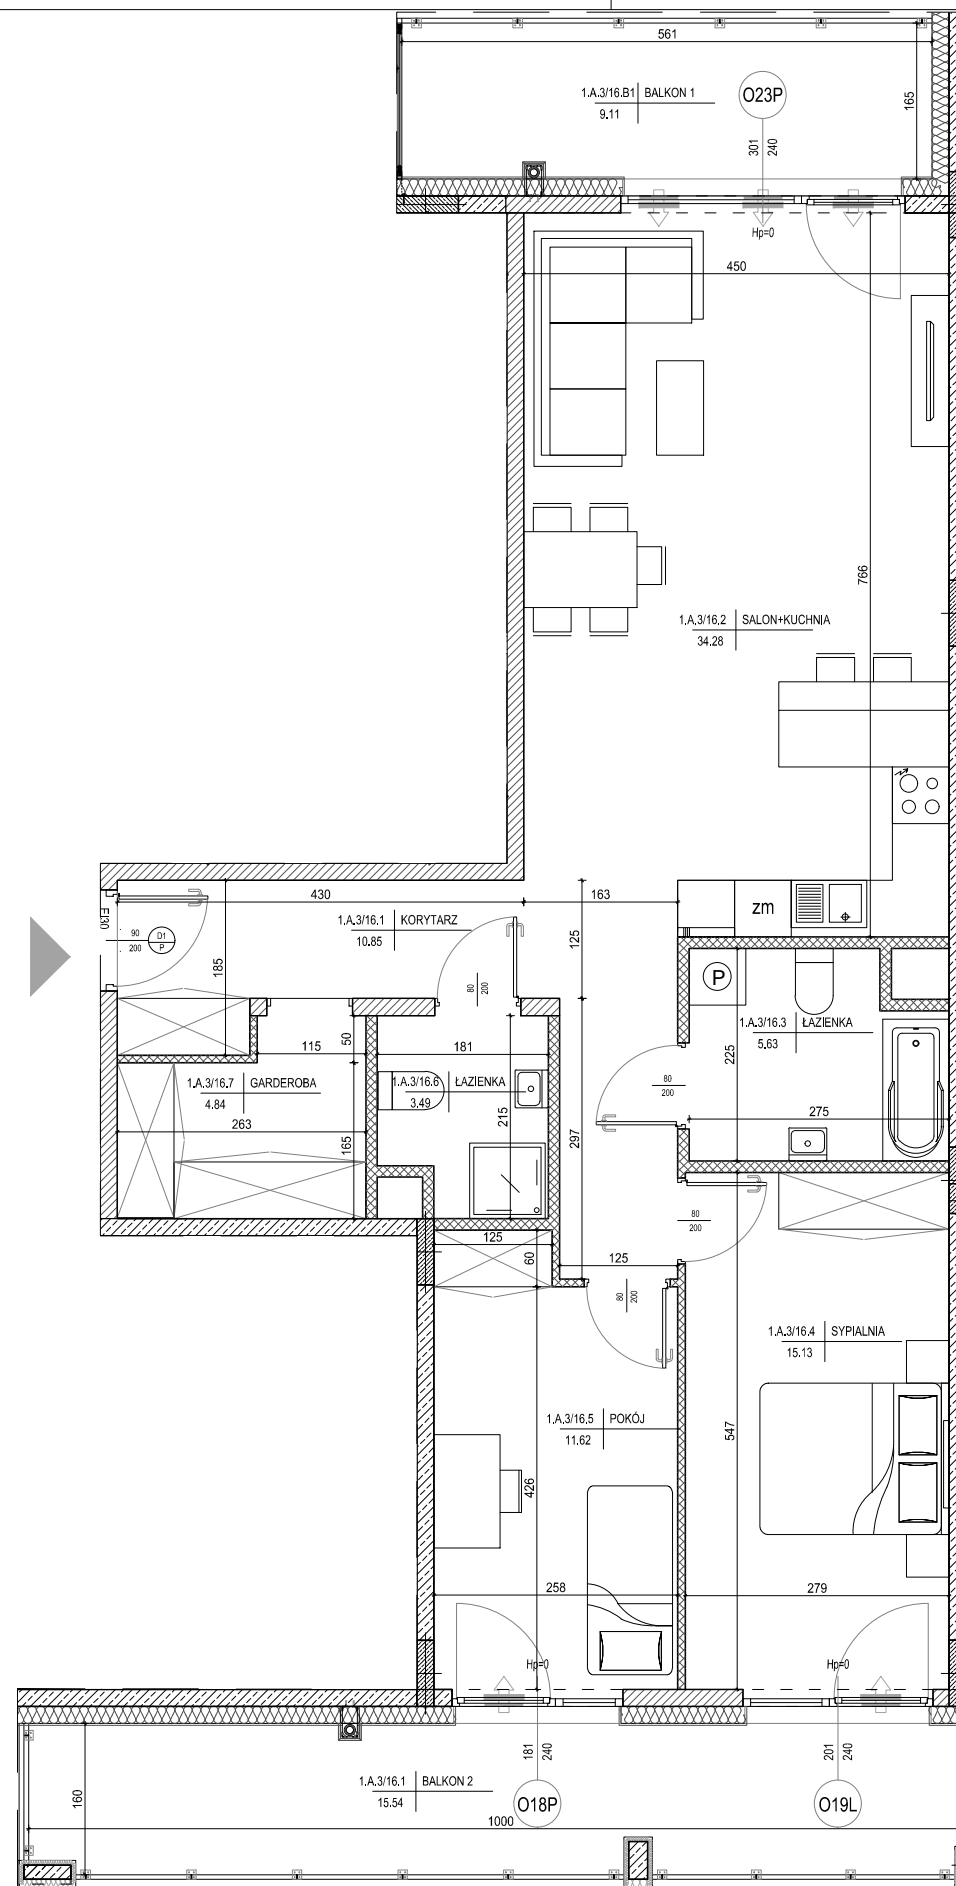 561
1.A.3/16.B1 BALKON 1
9.11
O23P
165
301
240
Hp=0
450
766
1.A.3/16.2 SALON+KUCHNIA
34.28
430
163
zm
EI30
90
200
D1
P
1.A.3/16.1 KORYTARZ
10.85
125
185
80
200
P
1.A.3/16.3 ŁAZIENKA
5.63
115
50
181
225
80
200
1.A.3/16.7 GARDEROBA
4.84
1.A.3/16.6 ŁAZIENKA
3.49
263
165
215
297
275
80
200
125
60
125
80
200
1.A.3/16.4 SYPIALNIA
15.13
1.A.3/16.5 POKÓJ
11.62
547
426
258
279
Hp=0
Hp=0
181
240
201
240
1.A.3/16.1 BALKON 2
15.54
160
O18P
O19L
1000